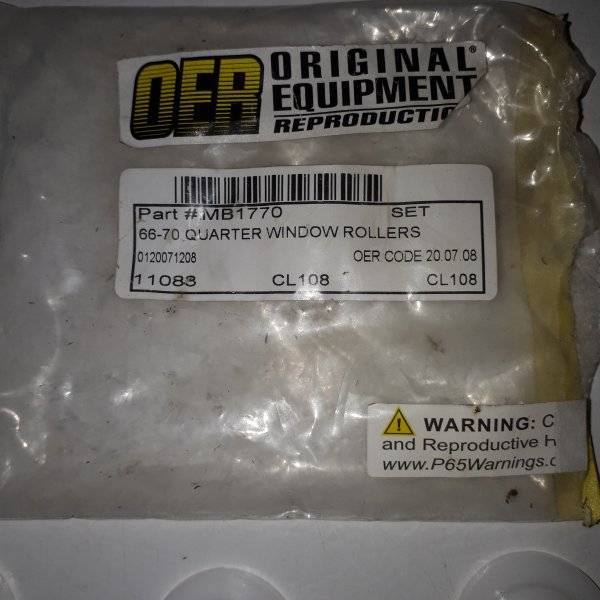 OER ORIGINAL®
EQUIPMENT
REPRODUCTIO
Part #:MB1770 SET
66-70 QUARTER WINDOW ROLLERS
0120071208 OER CODE 20.07.08
11083 CL108 CL108
WARNING: C
and Reproductive H
www.P65Warnings.c